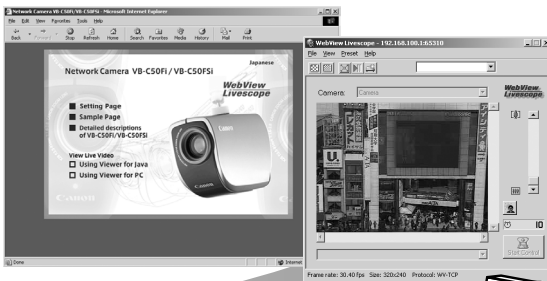 Network Camera VB-C50Fi/VB-C50FSi - Microsoft Internet Explorer
File Edit View Favorites Tools Help
Back Forward Stop Refresh Home Search Favorites Media History Mail Print
Japanese
Network Camera VB-C50Fi / VB-C50FSi
WebView
Livescope
Setting Page
Sample Page
Detailed descriptions
of VB-C50Fi/VB-C50FSi
View Live Video
Using Viewer for Java
Using Viewer for PC
Canon
Canon
CANON
Done
Internet
WebView Livescope - 192.168.100.1:65310
File View Preset Help
Camera: Camera
WebView
Livescope
10
Start Control
Frame rate: 30.40 fps Size: 320x240 Protocol: WV-TCP